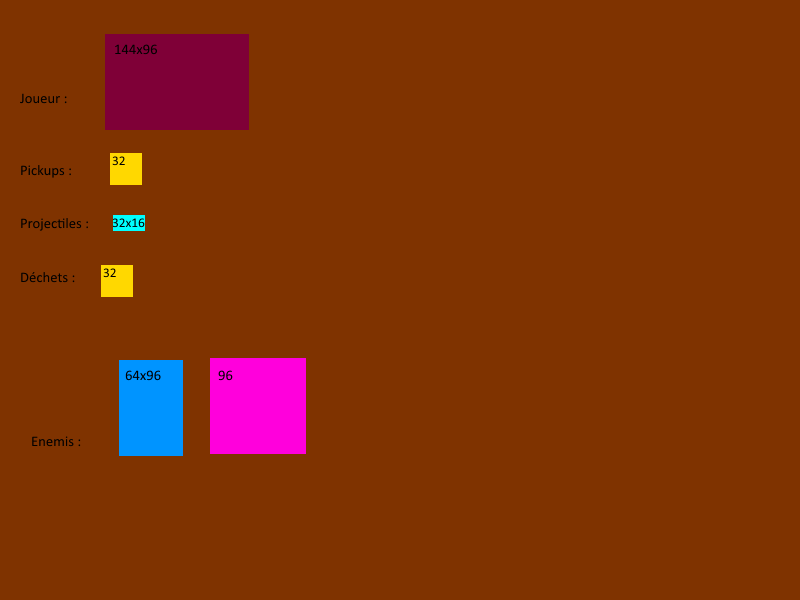 144x96
Joueur :
32
Pickups :
Projectiles : 32x16
32
Déchets :
64x96 96
Enemis :